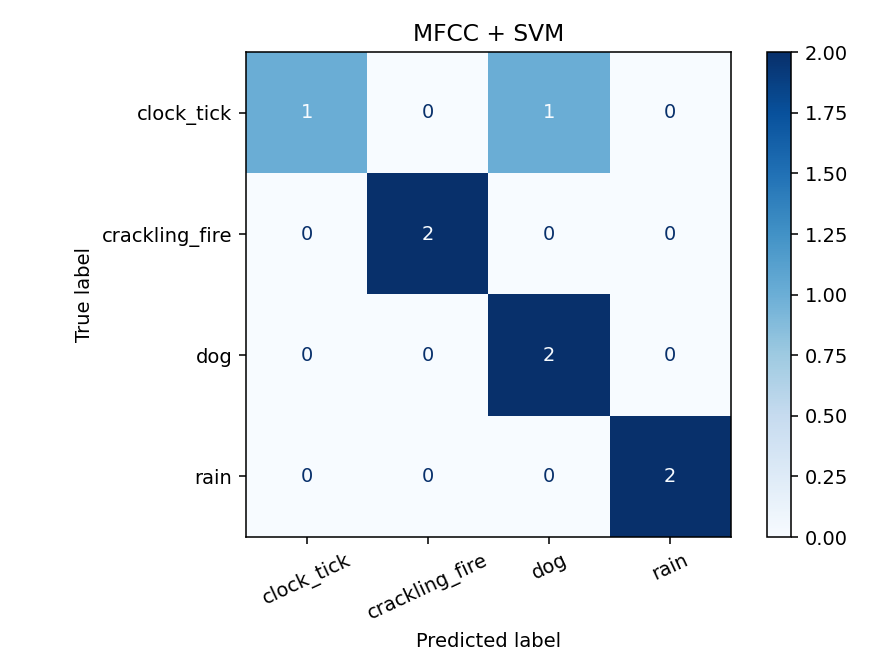 MFCC + SVM
clock_tick 1 0 1 0
crackling_fire 0 2 0 0
dog 0 0 2 0
rain 0 0 0 2
True label
clock_tick crackling_fire dog rain
Predicted label
2.00
1.75
1.50
1.25
1.00
0.75
0.50
0.25
0.00